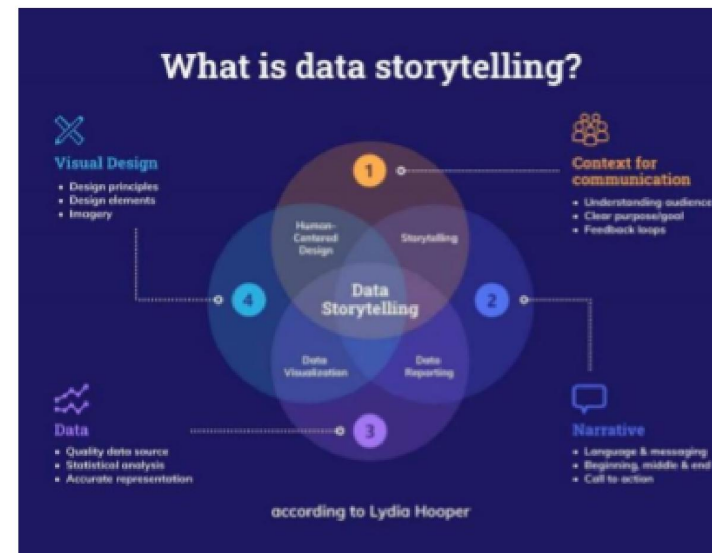 What is data storytelling?
Visual Design
• Design principles
• Design elements
• Imagery
1
Context for
communication
• Understanding audience
• Clear purpose/goal
• Feedback loops
Human-
Centered
Design
Storytelling
4
Data
Storytelling
2
Data
Visualization
Data
Reporting
3
Data
• Quality data source
• Statistical analysis
• Accurate representation
Narrative
• Language & messaging
• Beginning, middle & end
• Call to action
according to Lydia Hooper